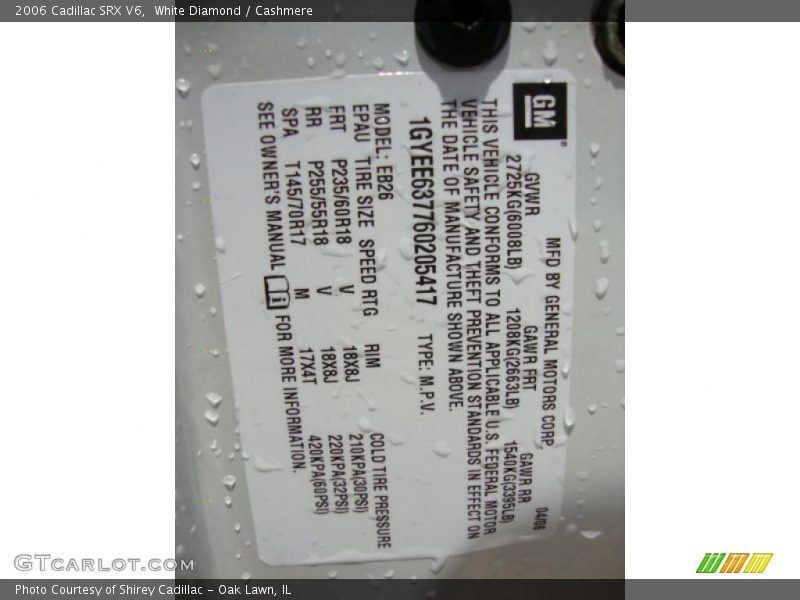 2006 Cadillac SRX V6,  White Diamond / Cashmere
GM
MFD BY GENERAL MOTORS CORP 04/06
GVWR GAWR FRT GAWR RR
2725KG(6008LB) 1208KG(2663LB) 1540KG(3395LB)
THIS VEHICLE CONFORMS TO ALL APPLICABLE U.S. FEDERAL MOTOR
VEHICLE SAFETY AND THEFT PREVENTION STANDARDS IN EFFECT ON
THE DATE OF MANUFACTURE SHOWN ABOVE.
1GYEE637760205417 TYPE: M.P.V.
MODEL: EB26
EPAU TIRE SIZE SPEED RTG RIM COLD TIRE PRESSURE
FRT P235/60R18 V 18X8J 210KPA(30PSI)
RR P255/55R18 V 18X8J 220KPA(32PSI)
SPA T145/70R17 M 17X4T 420KPA(60PSI)
SEE OWNER'S MANUAL FOR MORE INFORMATION.
GTCARLOT.COM
Photo Courtesy of Shirey Cadillac - Oak Lawn, IL